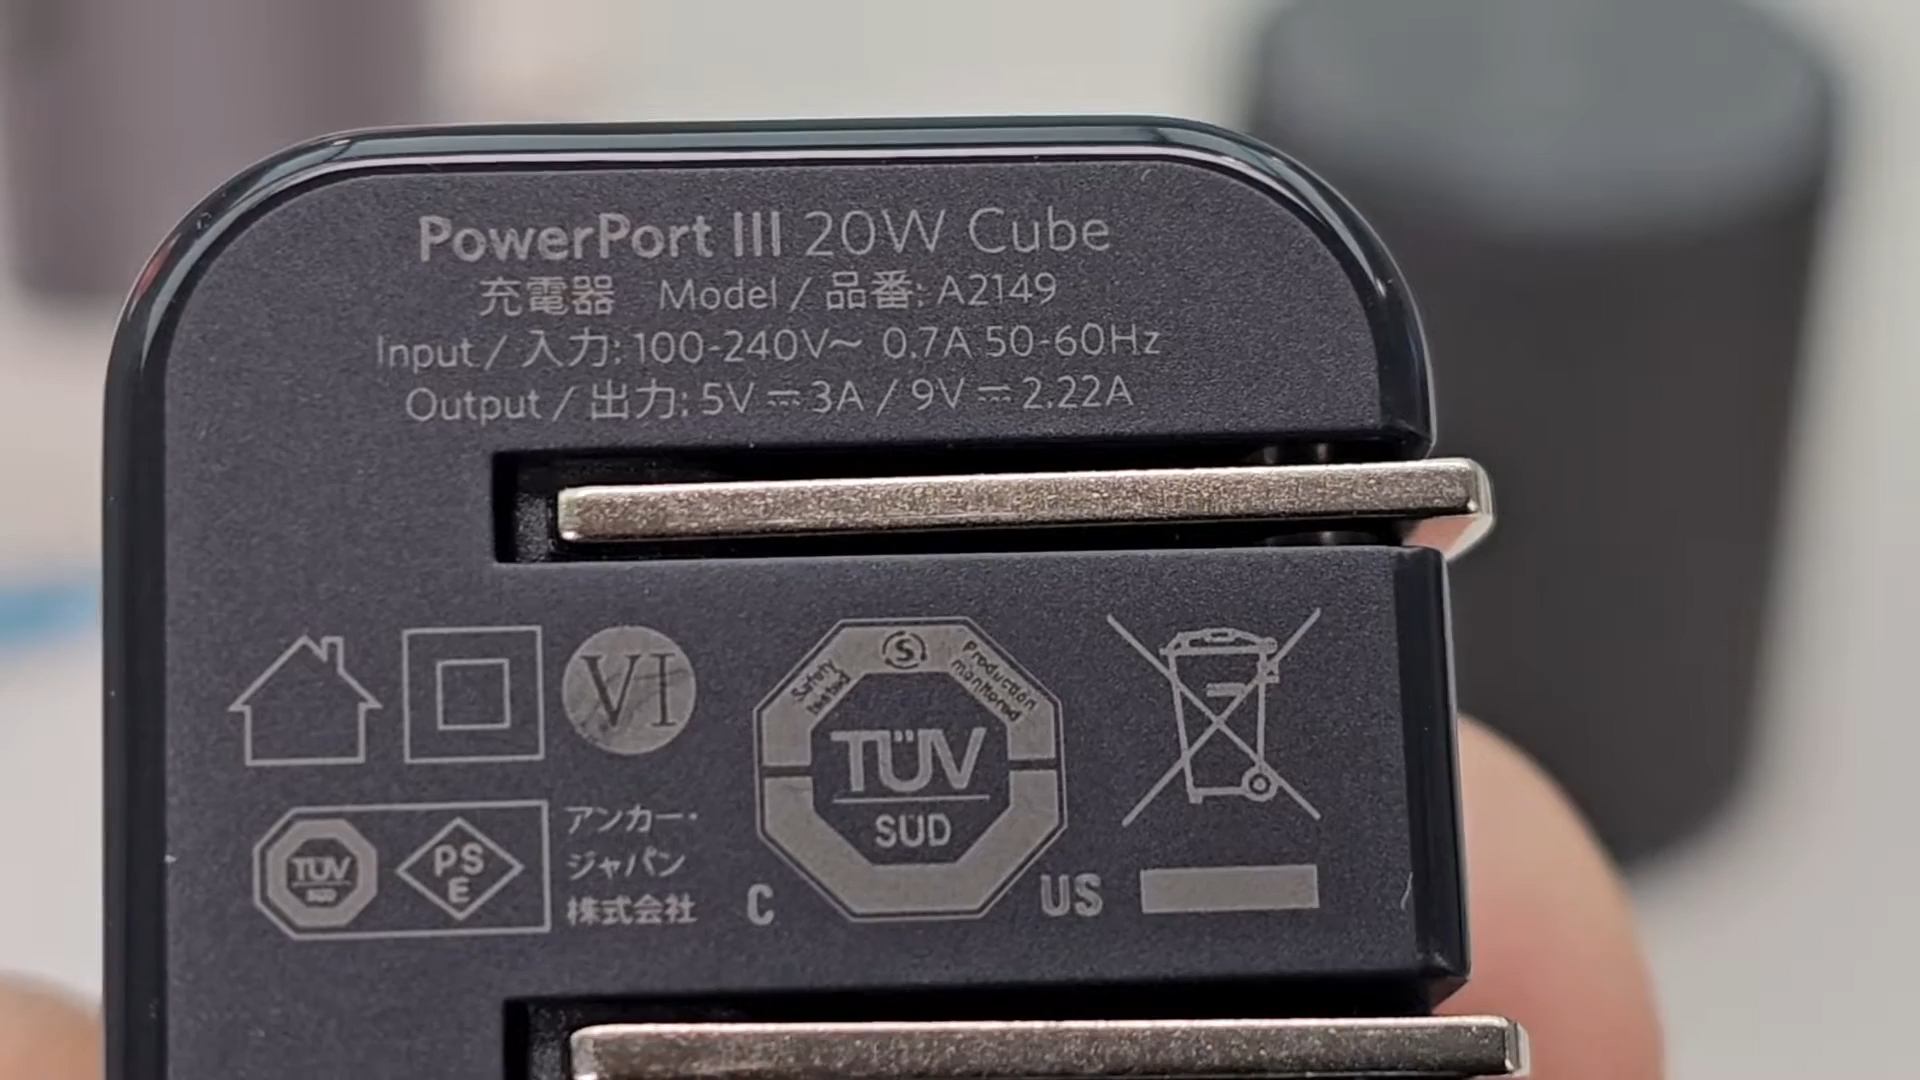 PowerPort III 20W Cube
充電器 Model / 品番: A2149
Input / 入力: 100-240V~ 0.7A 50-60Hz
Output / 出力: 5V ⎓ 3A / 9V ⎓ 2.22A
VI
Safety tested
S
Production monitored
TÜV
SÜD
C US
TÜV
SÜD
PS
E
アンカー・
ジャパン
株式会社